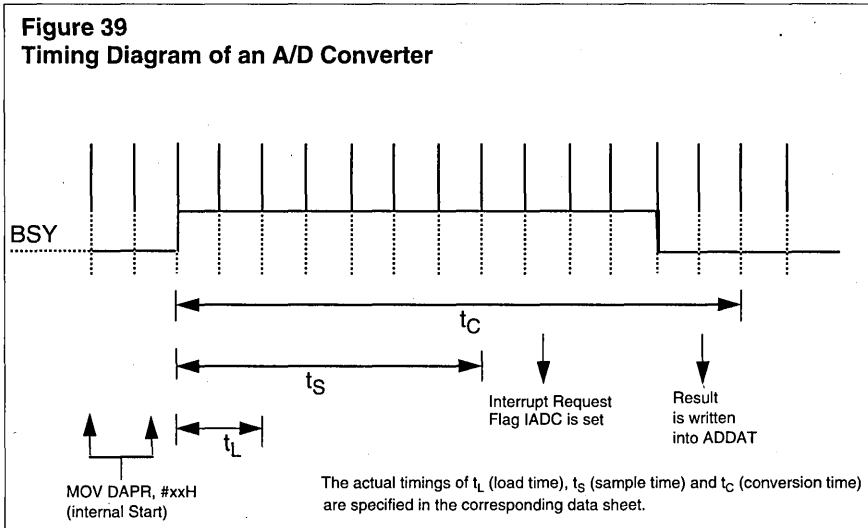 Figure 39
Timing Diagram of an A/D Converter
BSY
tC
tS
Interrupt Request
Flag IADC is set
Result
is written
into ADDAT
tL
MOV DAPR, #xxH
(internal Start)
The actual timings of tL (load time), tS (sample time) and tC (conversion time)
are specified in the corresponding data sheet.